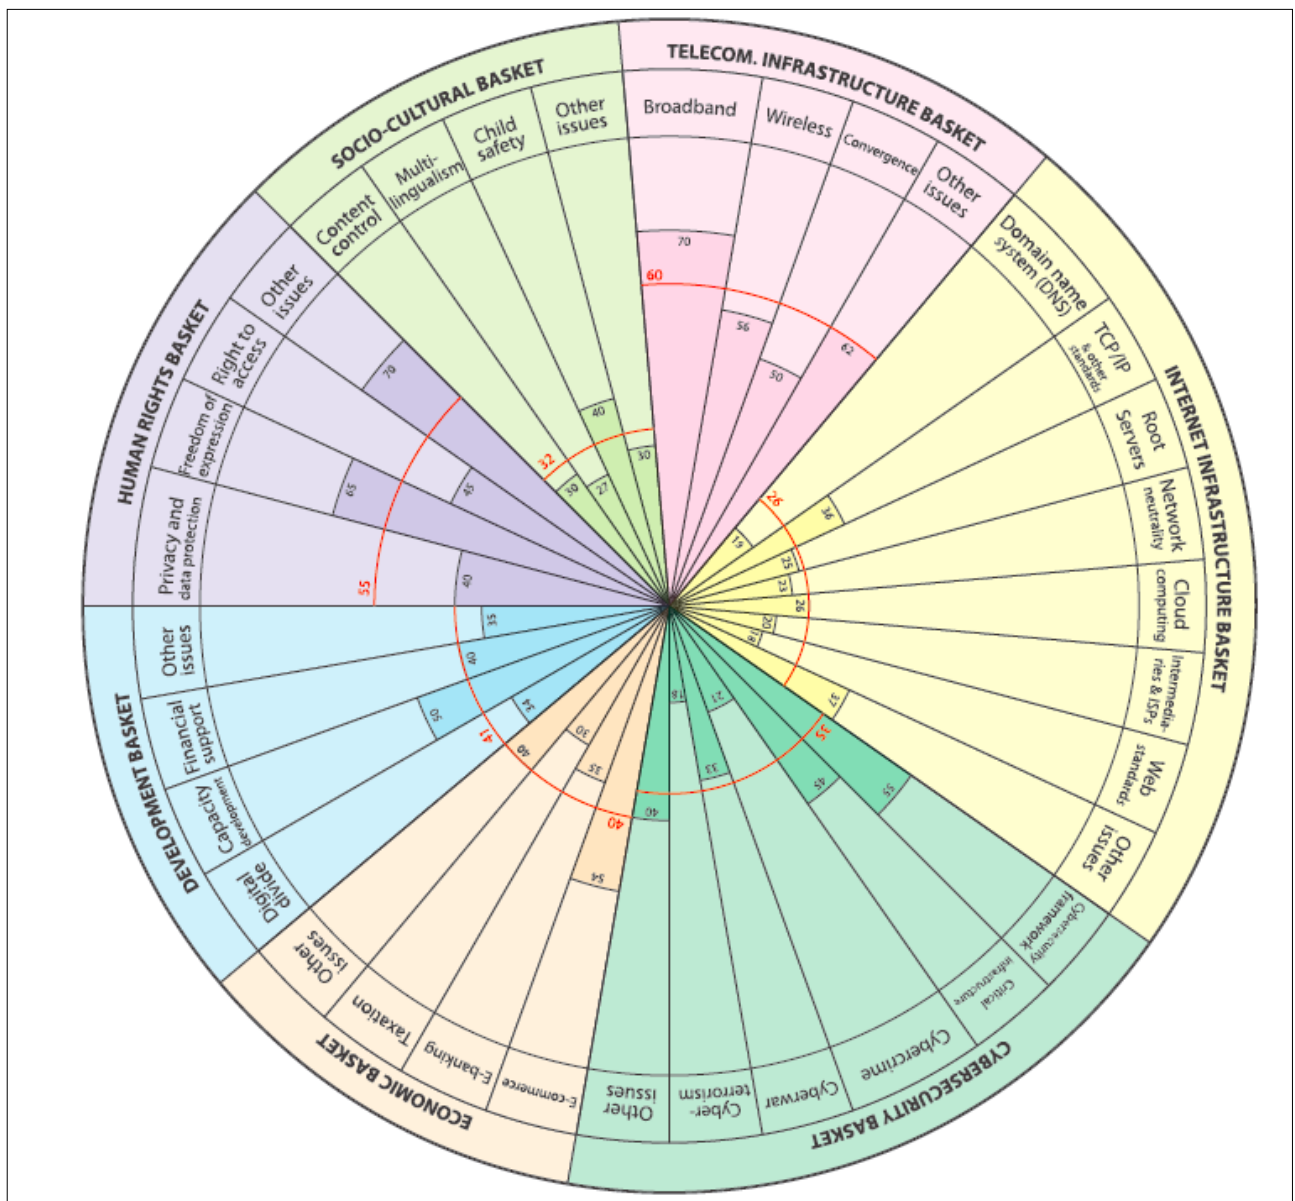 TELECOM. INFRASTRUCTURE BASKET
Broadband
Wireless
Convergence
Other
issues
70
60
56
50
62
INTERNET INFRASTRUCTURE BASKET
Domain name
system (DNS)
TCP/IP
& other
standards
Root
Servers
Network
neutrality
Cloud
computing
Intermedia-
ries & ISPs
Web
standards
Other
issues
26
19
36
25
23
26
20
18
37
CYBERSECURITY BASKET
Cybersecurity
framework
Critical
infrastructure
Cybercrime
Cyberwar
Cyber-
terrorism
Other
issues
35
55
45
33
21
18
40
ECONOMIC BASKET
E-commerce
E-banking
Taxation
Other
issues
40
54
35
30
40
DEVELOPMENT BASKET
Digital
divide
Capacity
development
Financial
support
Other
issues
41
34
50
40
35
HUMAN RIGHTS BASKET
Privacy and
data protection
Freedom of
expression
Right to
access
Other
issues
55
40
65
45
70
SOCIO-CULTURAL BASKET
Content
control
Multi-
lingualism
Child
safety
Other
issues
32
30
27
40
30